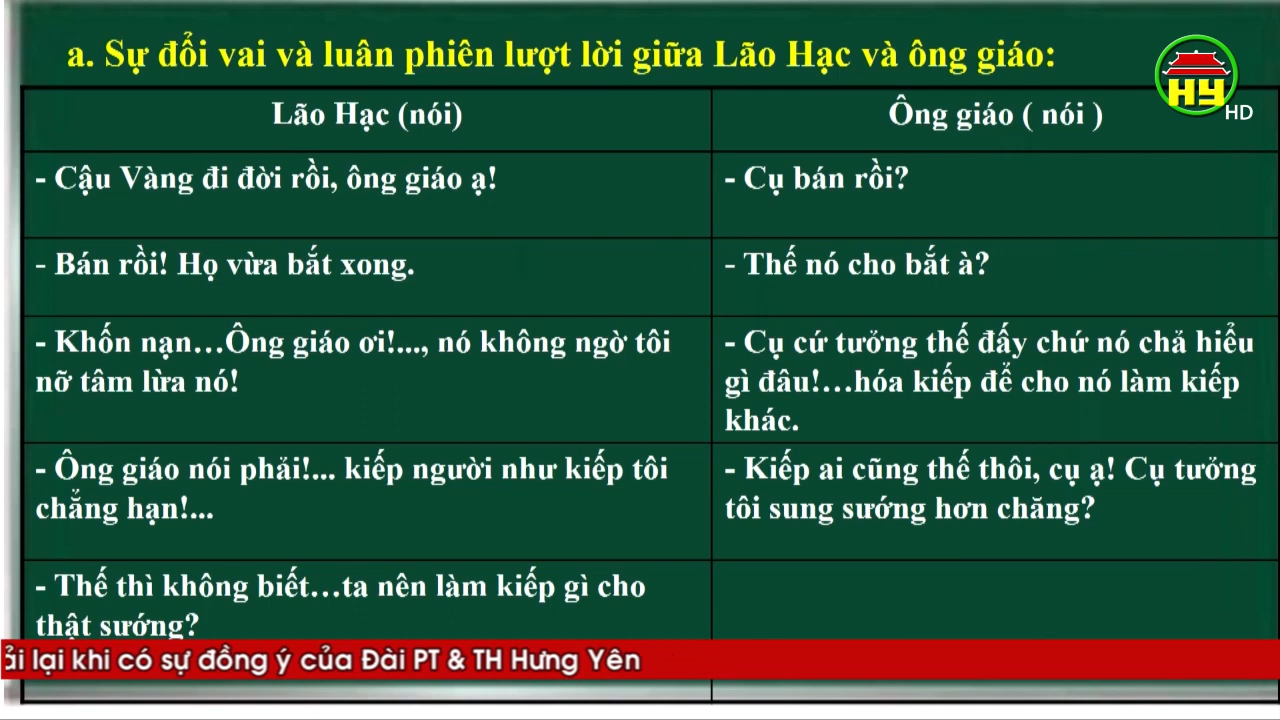 a. Sự đổi vai và luân phiên lượt lời giữa Lão Hạc và ông giáo:
HY
HD
Lão Hạc (nói)
Ông giáo ( nói )
- Cậu Vàng đi đời rồi, ông giáo ạ!
- Cụ bán rồi?
- Bán rồi! Họ vừa bắt xong.
- Thế nó cho bắt à?
- Khốn nạn…Ông giáo ơi!..., nó không ngờ tôi
nỡ tâm lừa nó!
- Cụ cứ tưởng thế đấy chứ nó chả hiểu
gì đâu!…hóa kiếp để cho nó làm kiếp
khác.
- Ông giáo nói phải!... kiếp người như kiếp tôi
chẳng hạn!...
- Kiếp ai cũng thế thôi, cụ ạ! Cụ tưởng
tôi sung sướng hơn chăng?
- Thế thì không biết…ta nên làm kiếp gì cho
thật sướng?
ải lại khi có sự đồng ý của Đài PT & TH Hưng Yên